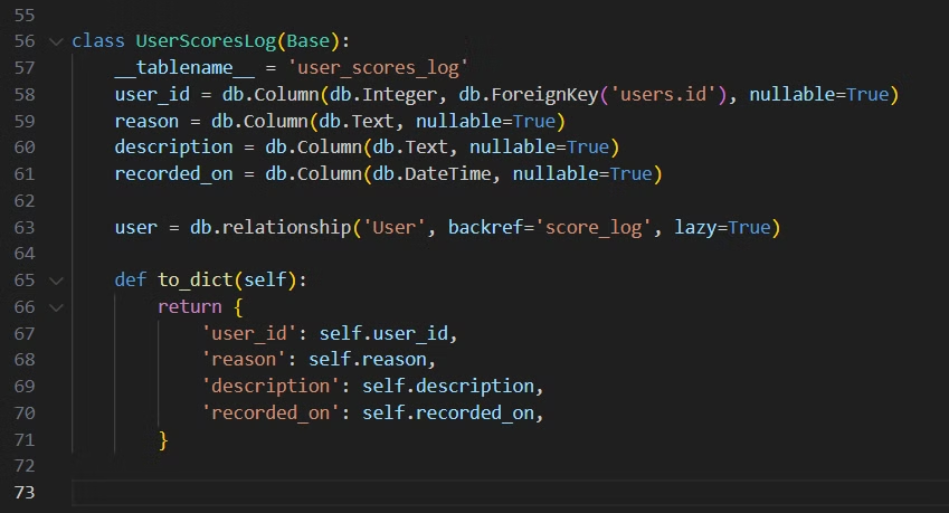 55
56 class UserScoresLog(Base):
57     __tablename__ = 'user_scores_log'
58     user_id = db.Column(db.Integer, db.ForeignKey('users.id'), nullable=True)
59     reason = db.Column(db.Text, nullable=True)
60     description = db.Column(db.Text, nullable=True)
61     recorded_on = db.Column(db.DateTime, nullable=True)
62
63     user = db.relationship('User', backref='score_log', lazy=True)
64
65     def to_dict(self):
66         return {
67             'user_id': self.user_id,
68             'reason': self.reason,
69             'description': self.description,
70             'recorded_on': self.recorded_on,
71         }
72
73